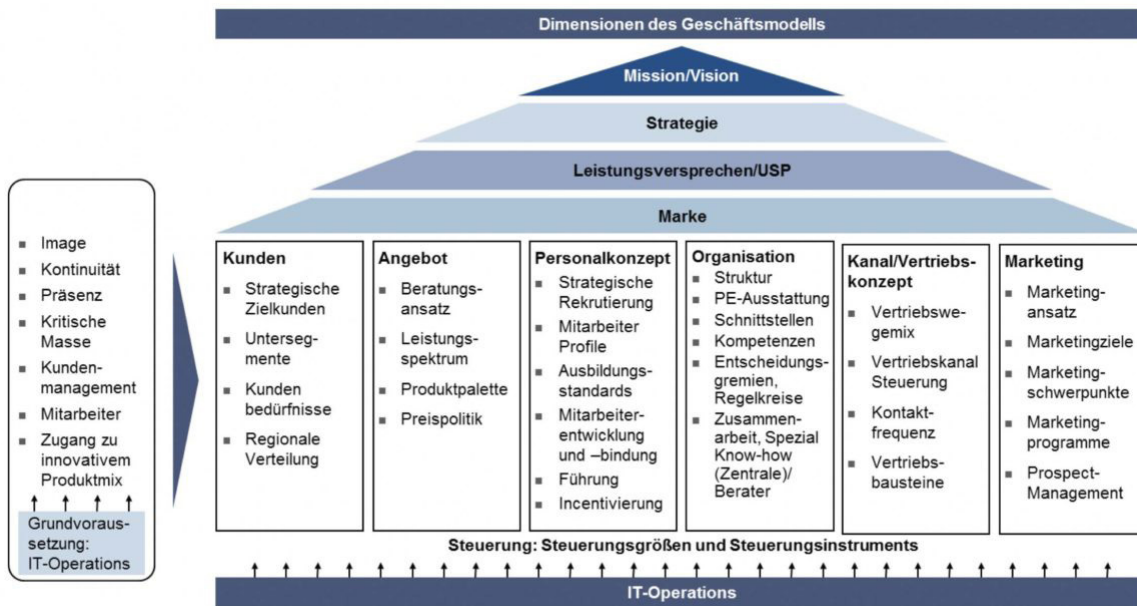 Dimensionen des Geschäftsmodells
Mission/Vision
Strategie
Leistungsversprechen/USP
Marke
Image
Kontinuität
Präsenz
Kritische
Masse
Kunden-
management
Mitarbeiter
Zugang zu
innovativem
Produktmix
Grundvoraus-
setzung:
IT-Operations
Kunden
Strategische
Zielkunden
Unterseg-
mente
Kunden
bedürfnisse
Regionale
Verteilung
Angebot
Beratungs-
ansatz
Leistungs-
spektrum
Produktpalette
Preispolitik
Personalkonzept
Strategische
Rekrutierung
Mitarbeiter
Profile
Ausbildungs-
standards
Mitarbeiter-
entwicklung
und –bindung
Führung
Incentivierung
Organisation
Struktur
PE-Ausstattung
Schnittstellen
Kompetenzen
Entscheidungs-
gremien,
Regelkreise
Zusammen-
arbeit, Spezial
Know-how
(Zentrale)/
Berater
Kanal/Vertriebs-
konzept
Vertriebswe-
gemix
Vertriebskanal
Steuerung
Kontakt-
frequenz
Vertriebs-
bausteine
Marketing
Marketing-
ansatz
Marketingziele
Marketing-
schwerpunkte
Marketing-
programme
Prospect-
Management
Steuerung: Steuerungsgrößen und Steuerungsinstruments
IT-Operations